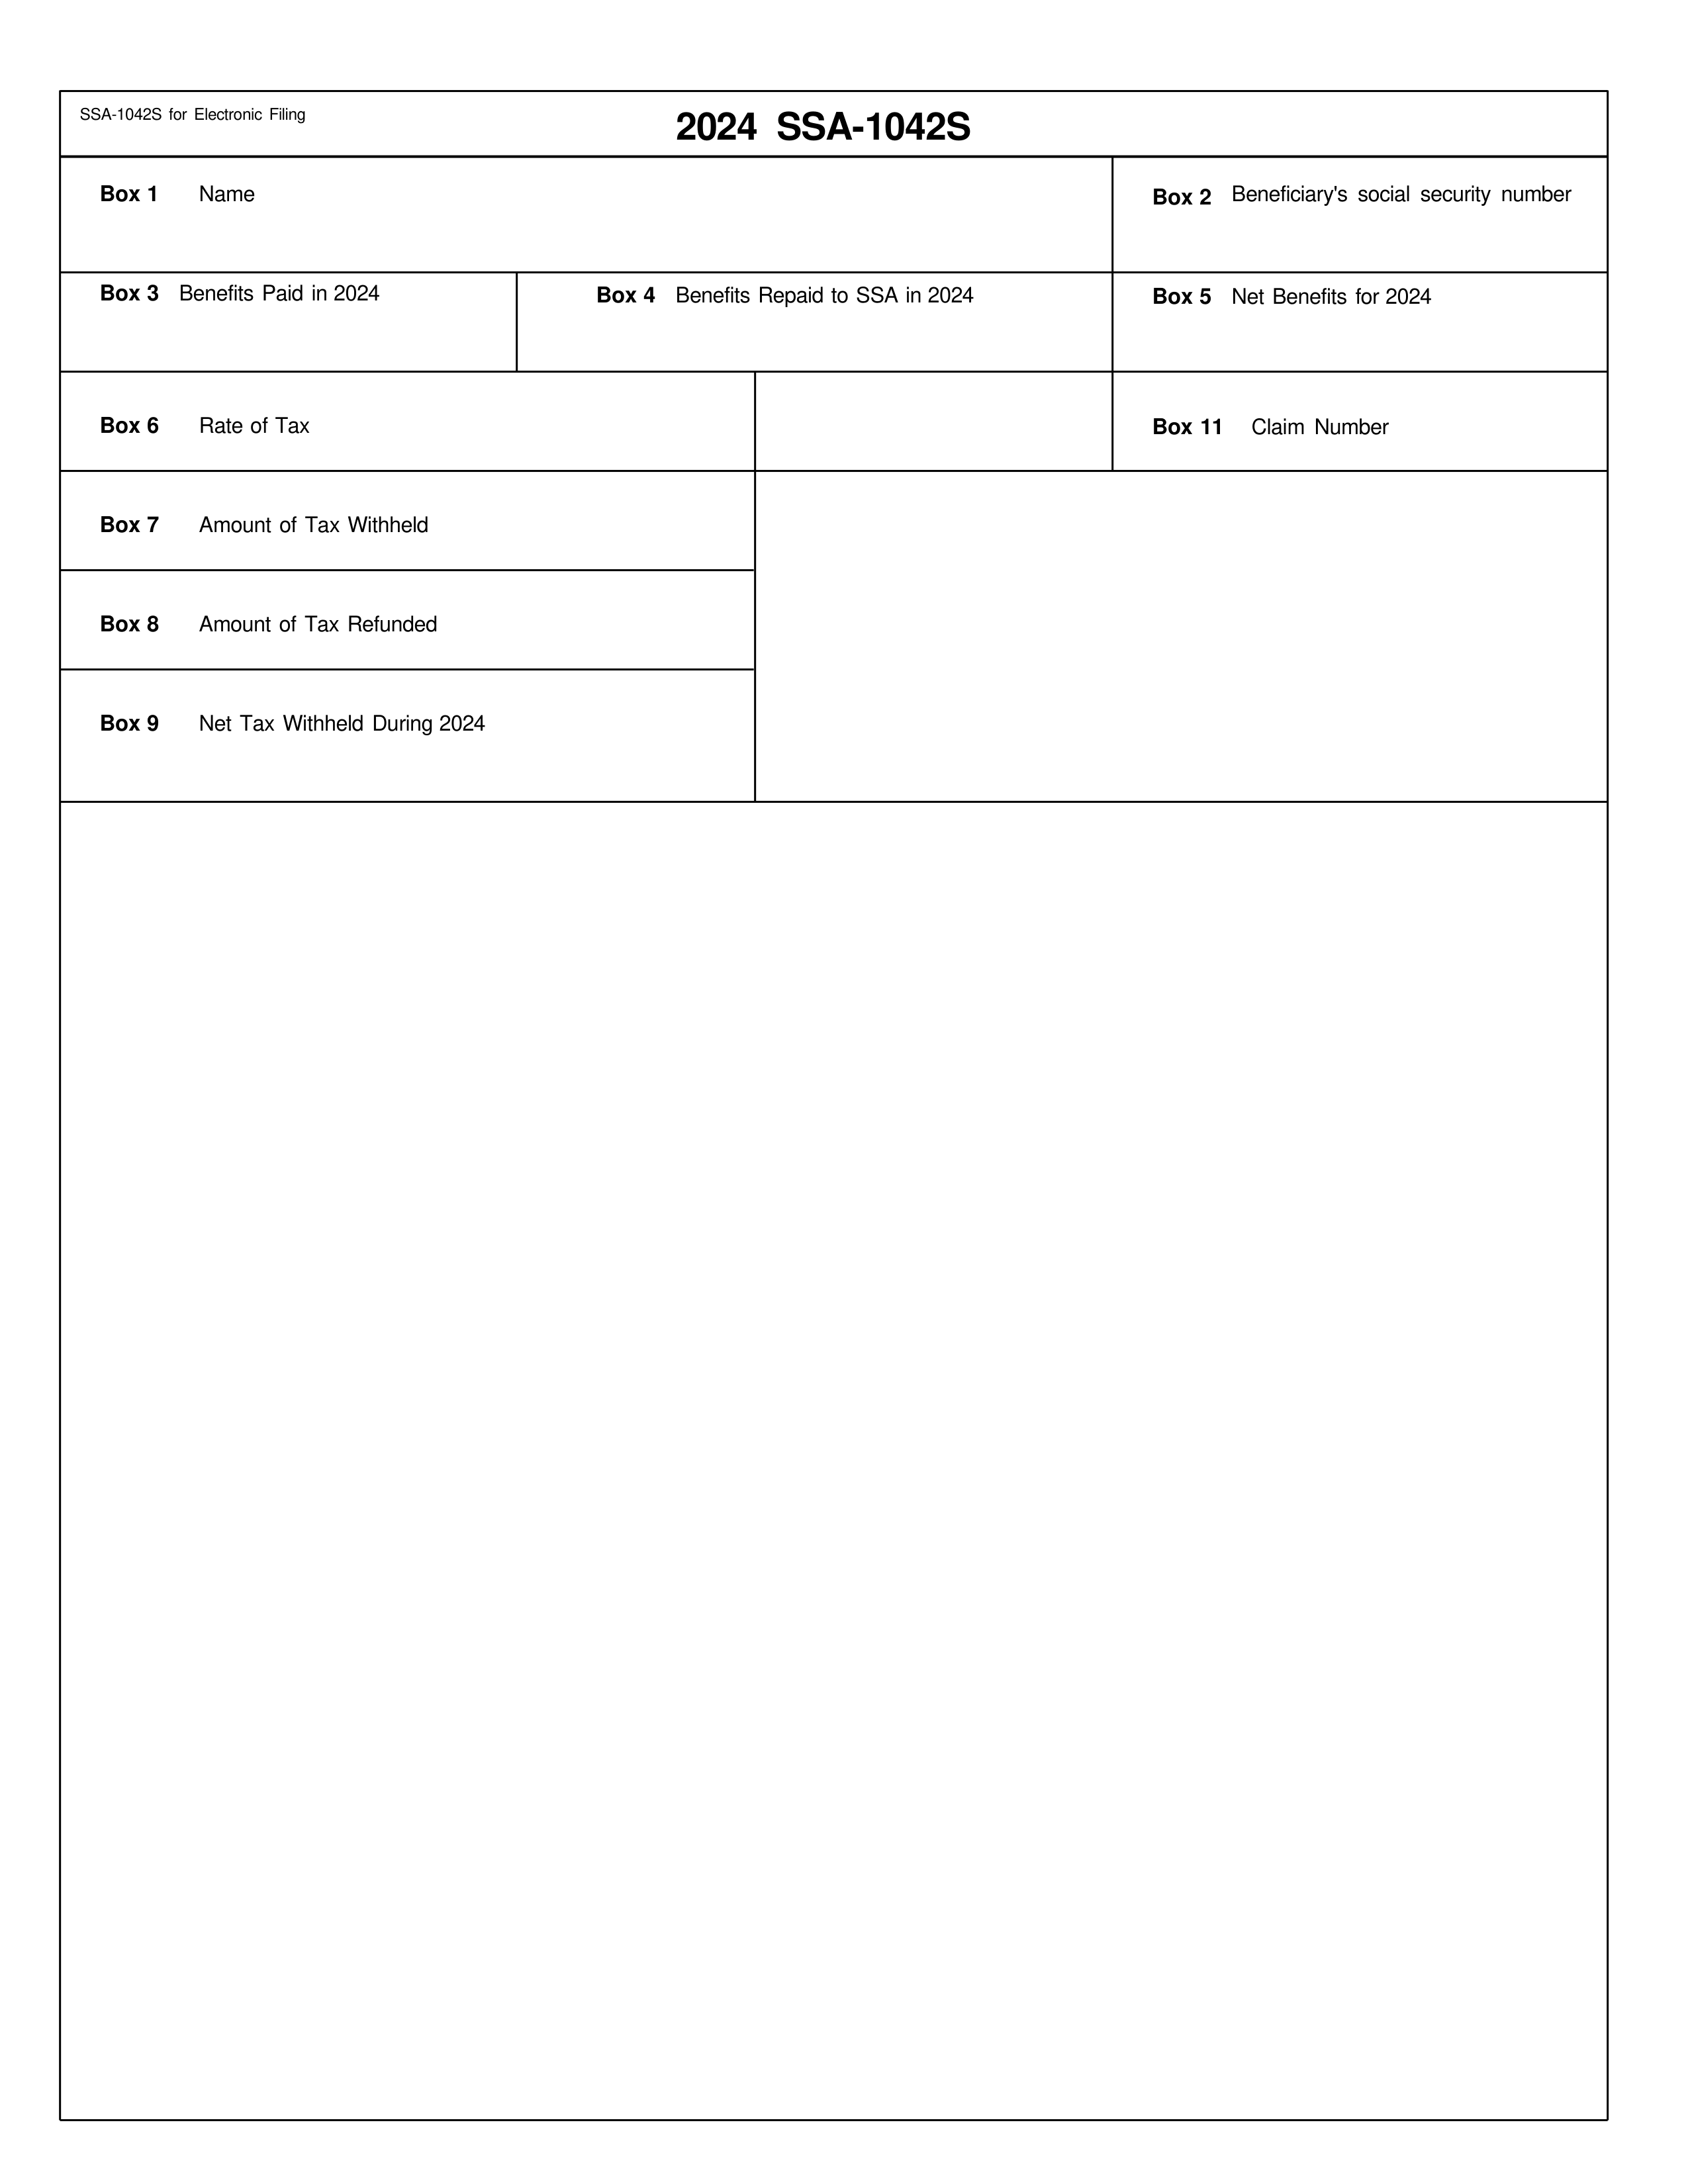 SSA-1042S for Electronic Filing
2024 SSA-1042S
Box 1 Name
Box 2 Beneficiary's social security number
Box 3 Benefits Paid in 2024
Box 4 Benefits Repaid to SSA in 2024
Box 5 Net Benefits for 2024
Box 6 Rate of Tax
Box 11 Claim Number
Box 7 Amount of Tax Withheld
Box 8 Amount of Tax Refunded
Box 9 Net Tax Withheld During 2024